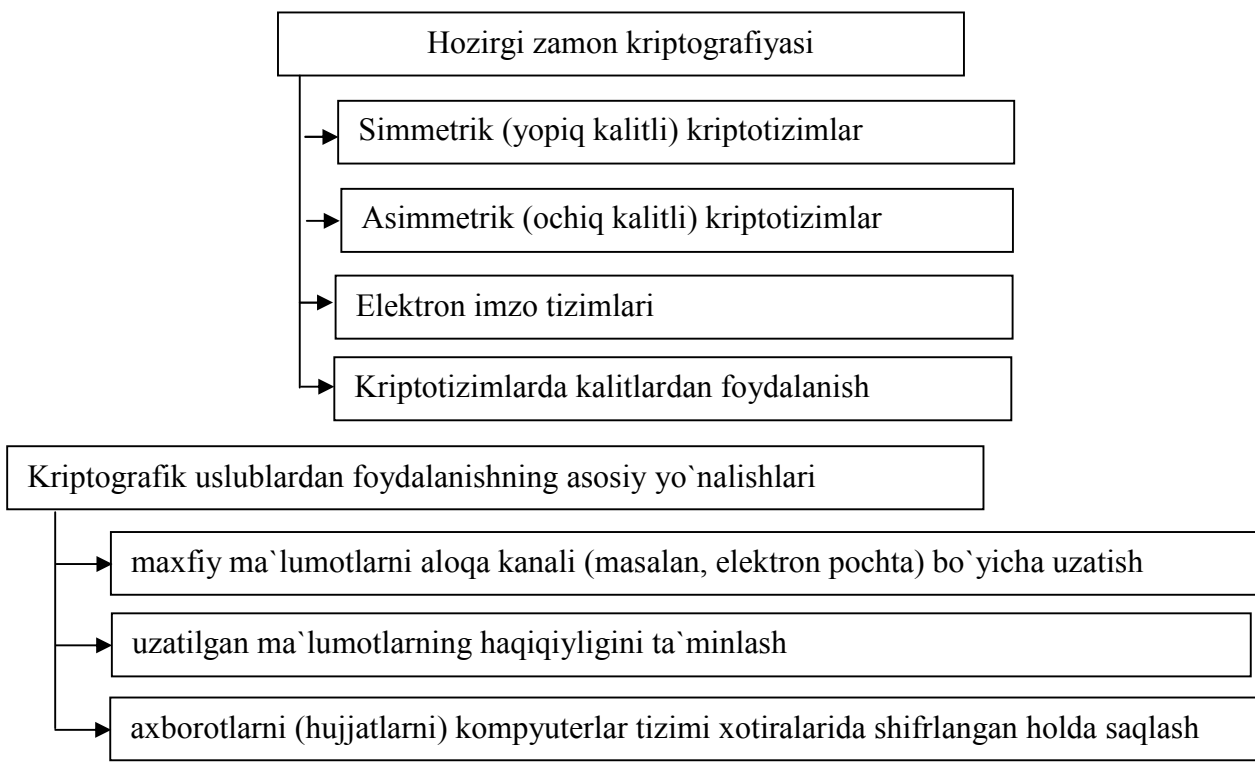 Hozirgi zamon kriptografiyasi
Simmetrik (yopiq kalitli) kriptotizimlar
Asimmetrik (ochiq kalitli) kriptotizimlar
Elektron imzo tizimlari
Kriptotizimlarda kalitlardan foydalanish
Kriptografik uslublardan foydalanishning asosiy yo`nalishlari
maxfiy ma`lumotlarni aloqa kanali (masalan, elektron pochta) bo`yicha uzatish
uzatilgan ma`lumotlarning haqiqiyligini ta`minlash
axborotlarni (hujjatlarni) kompyuterlar tizimi xotiralarida shifrlangan holda saqlash